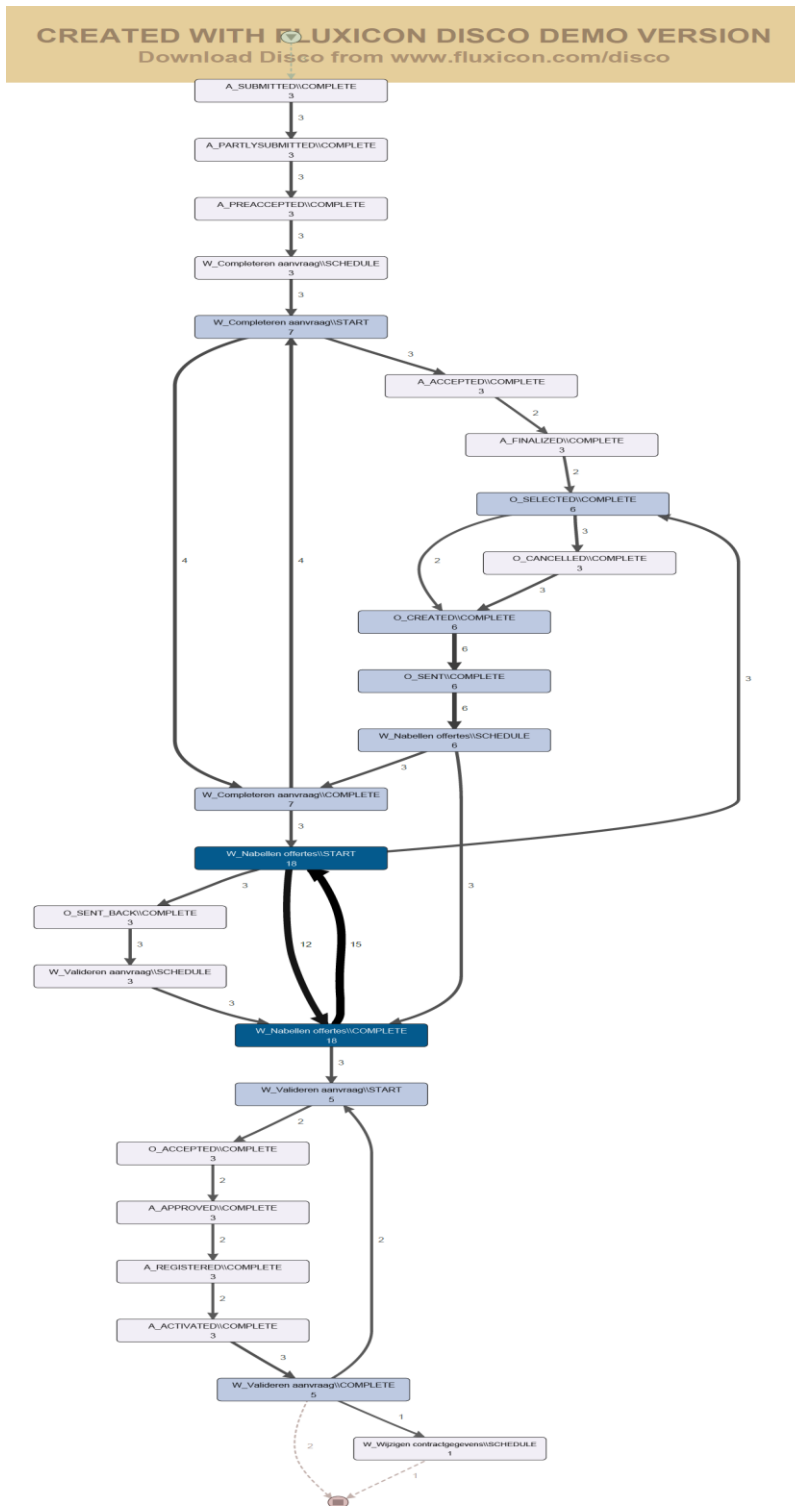 CREATED WITH FLUXICON DISCO DEMO VERSION
Download Disco from www.fluxicon.com/disco
A_SUBMITTED\\COMPLETE
3
3
A_PARTLYSUBMITTED\\COMPLETE
3
3
A_PREACCEPTED\\COMPLETE
3
3
W_Completeren aanvraag\\SCHEDULE
3
3
W_Completeren aanvraag\\START
7
3
A_ACCEPTED\\COMPLETE
3
2
A_FINALIZED\\COMPLETE
3
2
O_SELECTED\\COMPLETE
6
3
4
4
2
O_CANCELLED\\COMPLETE
3
3
O_CREATED\\COMPLETE
6
6
O_SENT\\COMPLETE
6
3
6
W_Nabellen offertes\\SCHEDULE
6
3
W_Completeren aanvraag\\COMPLETE
7
3
W_Nabellen offertes\\START
18
3
3
O_SENT_BACK\\COMPLETE
3
3
12
15
W_Valideren aanvraag\\SCHEDULE
3
3
W_Nabellen offertes\\COMPLETE
18
3
W_Valideren aanvraag\\START
5
2
O_ACCEPTED\\COMPLETE
3
2
A_APPROVED\\COMPLETE
3
2
2
A_REGISTERED\\COMPLETE
3
2
A_ACTIVATED\\COMPLETE
3
3
W_Valideren aanvraag\\COMPLETE
5
1
2
W_Wijzigen contractgegevens\\SCHEDULE
1
1